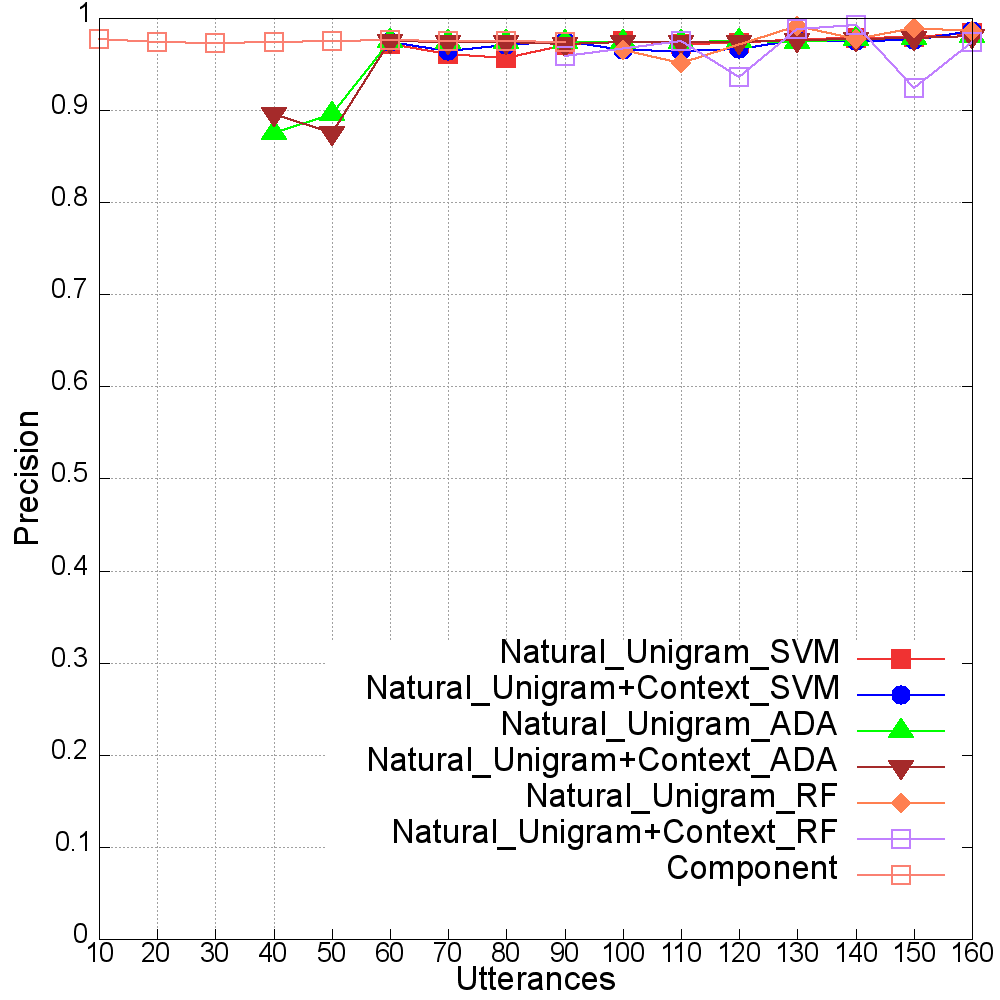 1
0.9
0.8
0.7
0.6
0.5
0.4
0.3
0.2
0.1
0
Precision
Natural_Unigram_SVM
Natural_Unigram+Context_SVM
Natural_Unigram_ADA
Natural_Unigram+Context_ADA
Natural_Unigram_RF
Natural_Unigram+Context_RF
Component
10 20 30 40 50 60 70 80 90 100 110 120 130 140 150 160
Utterances